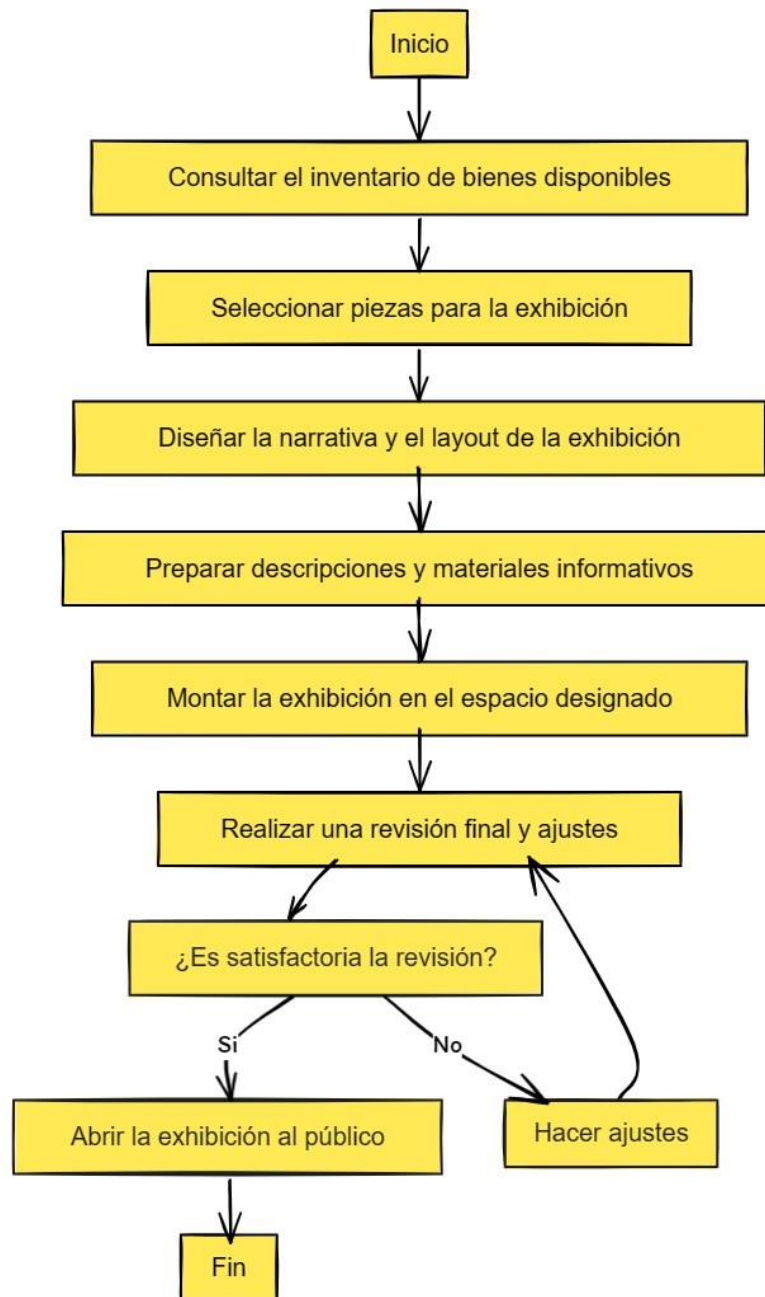 Inicio
Consultar el inventario de bienes disponibles
Seleccionar piezas para la exhibición
Diseñar la narrativa y el layout de la exhibición
Preparar descripciones y materiales informativos
Montar la exhibición en el espacio designado
Realizar una revisión final y ajustes
¿Es satisfactoria la revisión?
Si
No
Abrir la exhibición al público
Hacer ajustes
Fin